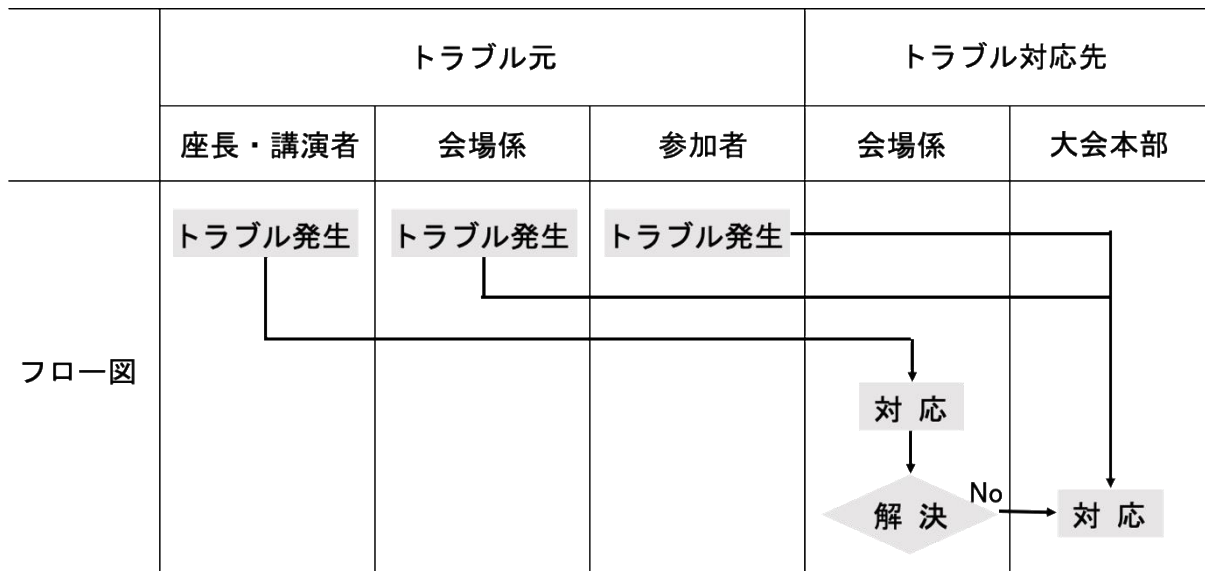 トラブル元
トラブル対応先
座長・講演者
会場係
参加者
会場係
大会本部
フロー図
トラブル発生
トラブル発生
トラブル発生
対 応
解 決
No
対 応